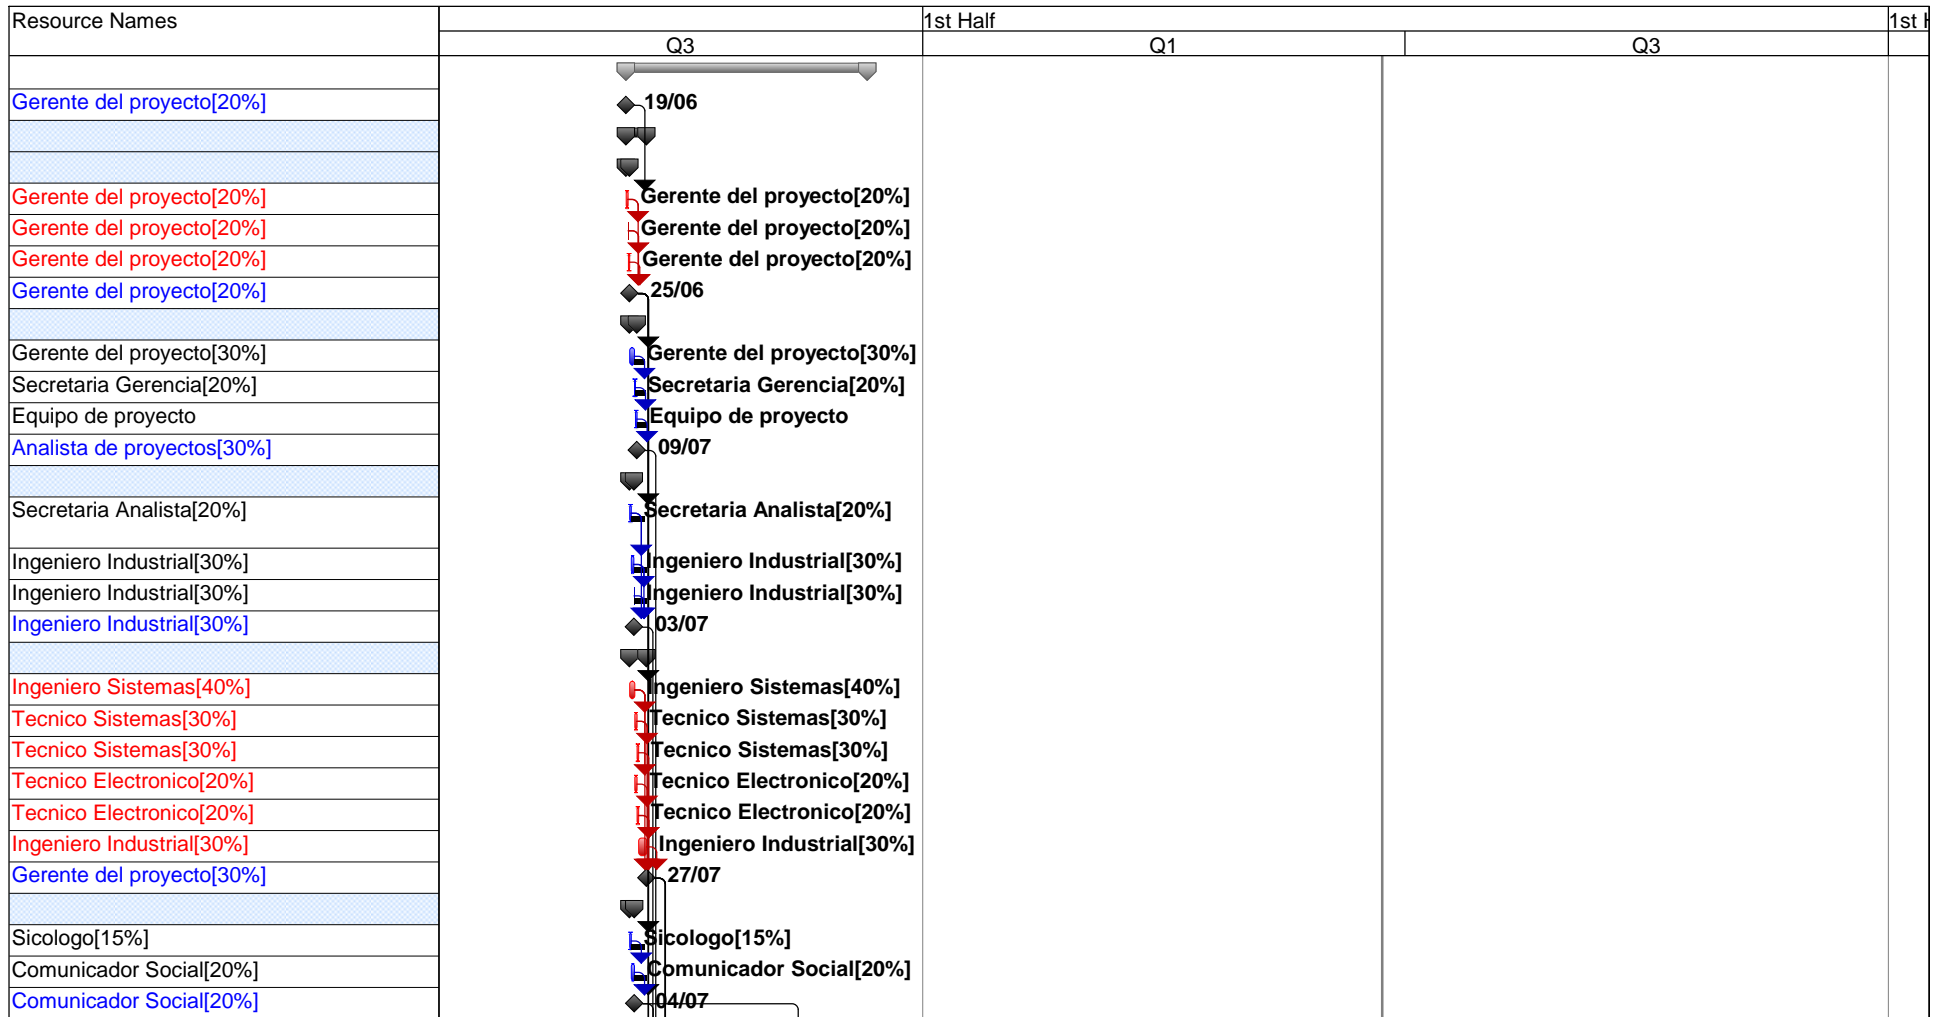 Resource Names 1st Half 1st H
Q3 Q1 Q3
Gerente del proyecto[20%] 19/06
Gerente del proyecto[20%] Gerente del proyecto[20%]
Gerente del proyecto[20%] Gerente del proyecto[20%]
Gerente del proyecto[20%] Gerente del proyecto[20%]
Gerente del proyecto[20%] 25/06
Gerente del proyecto[30%] Gerente del proyecto[30%]
Secretaria Gerencia[20%] Secretaria Gerencia[20%]
Equipo de proyecto Equipo de proyecto
Analista de proyectos[30%] 09/07
Secretaria Analista[20%] Secretaria Analista[20%]
Ingeniero Industrial[30%] Ingeniero Industrial[30%]
Ingeniero Industrial[30%] Ingeniero Industrial[30%]
Ingeniero Industrial[30%] 03/07
Ingeniero Sistemas[40%] Ingeniero Sistemas[40%]
Tecnico Sistemas[30%] Tecnico Sistemas[30%]
Tecnico Sistemas[30%] Tecnico Sistemas[30%]
Tecnico Electronico[20%] Tecnico Electronico[20%]
Tecnico Electronico[20%] Tecnico Electronico[20%]
Ingeniero Industrial[30%] Ingeniero Industrial[30%]
Gerente del proyecto[30%] 27/07
Sicologo[15%] Sicologo[15%]
Comunicador Social[20%] Comunicador Social[20%]
Comunicador Social[20%] 04/07